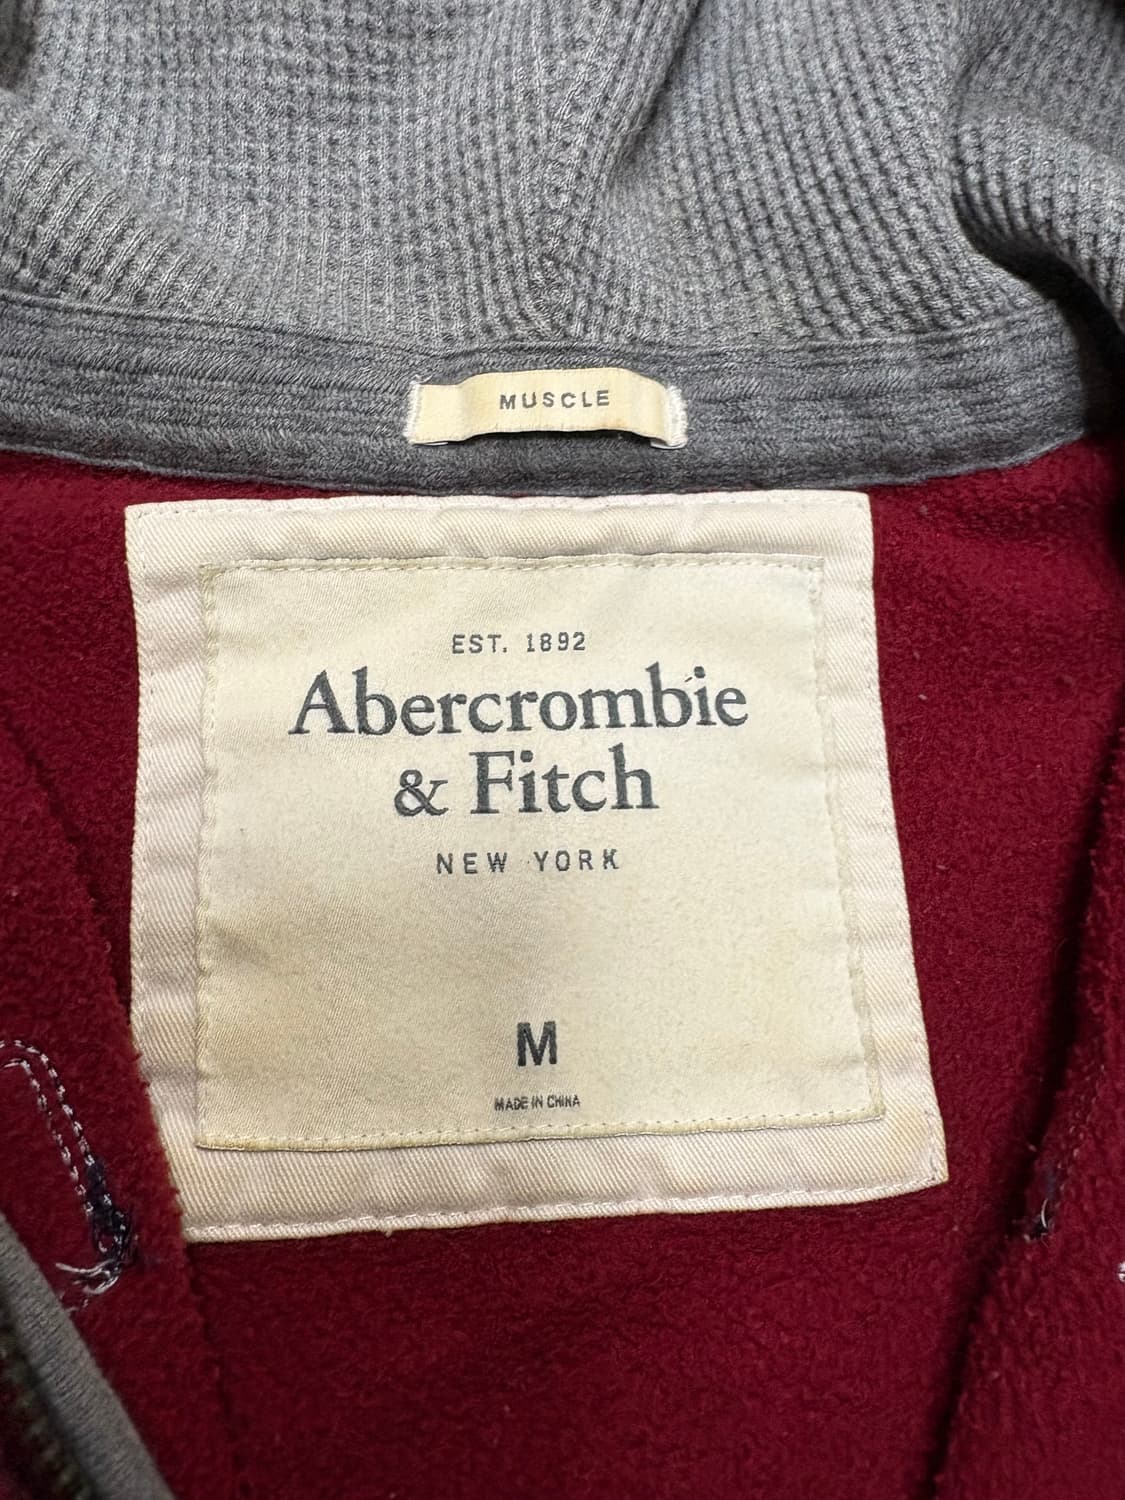 MUSCLE
EST. 1892
Abercrombie
& Fitch
NEW YORK
M
MADE IN CHINA